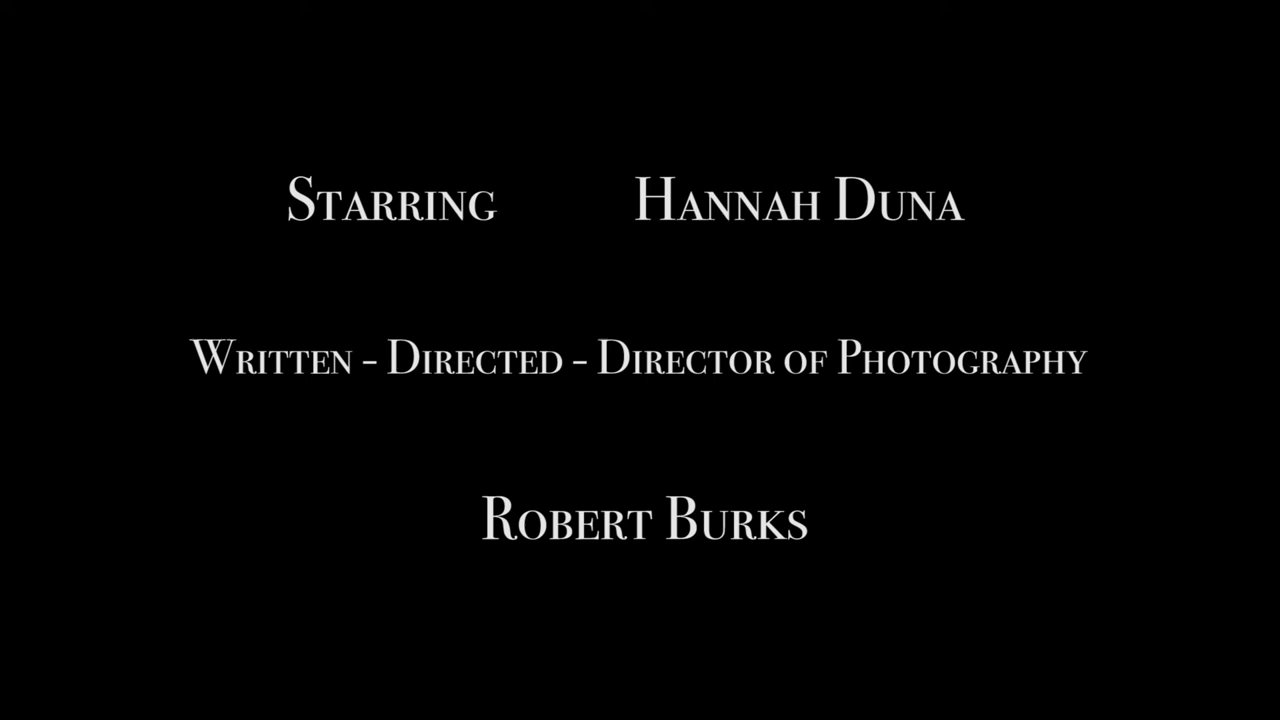 Starring Hannah Duna
Written - Directed - Director of Photography
Robert Burks